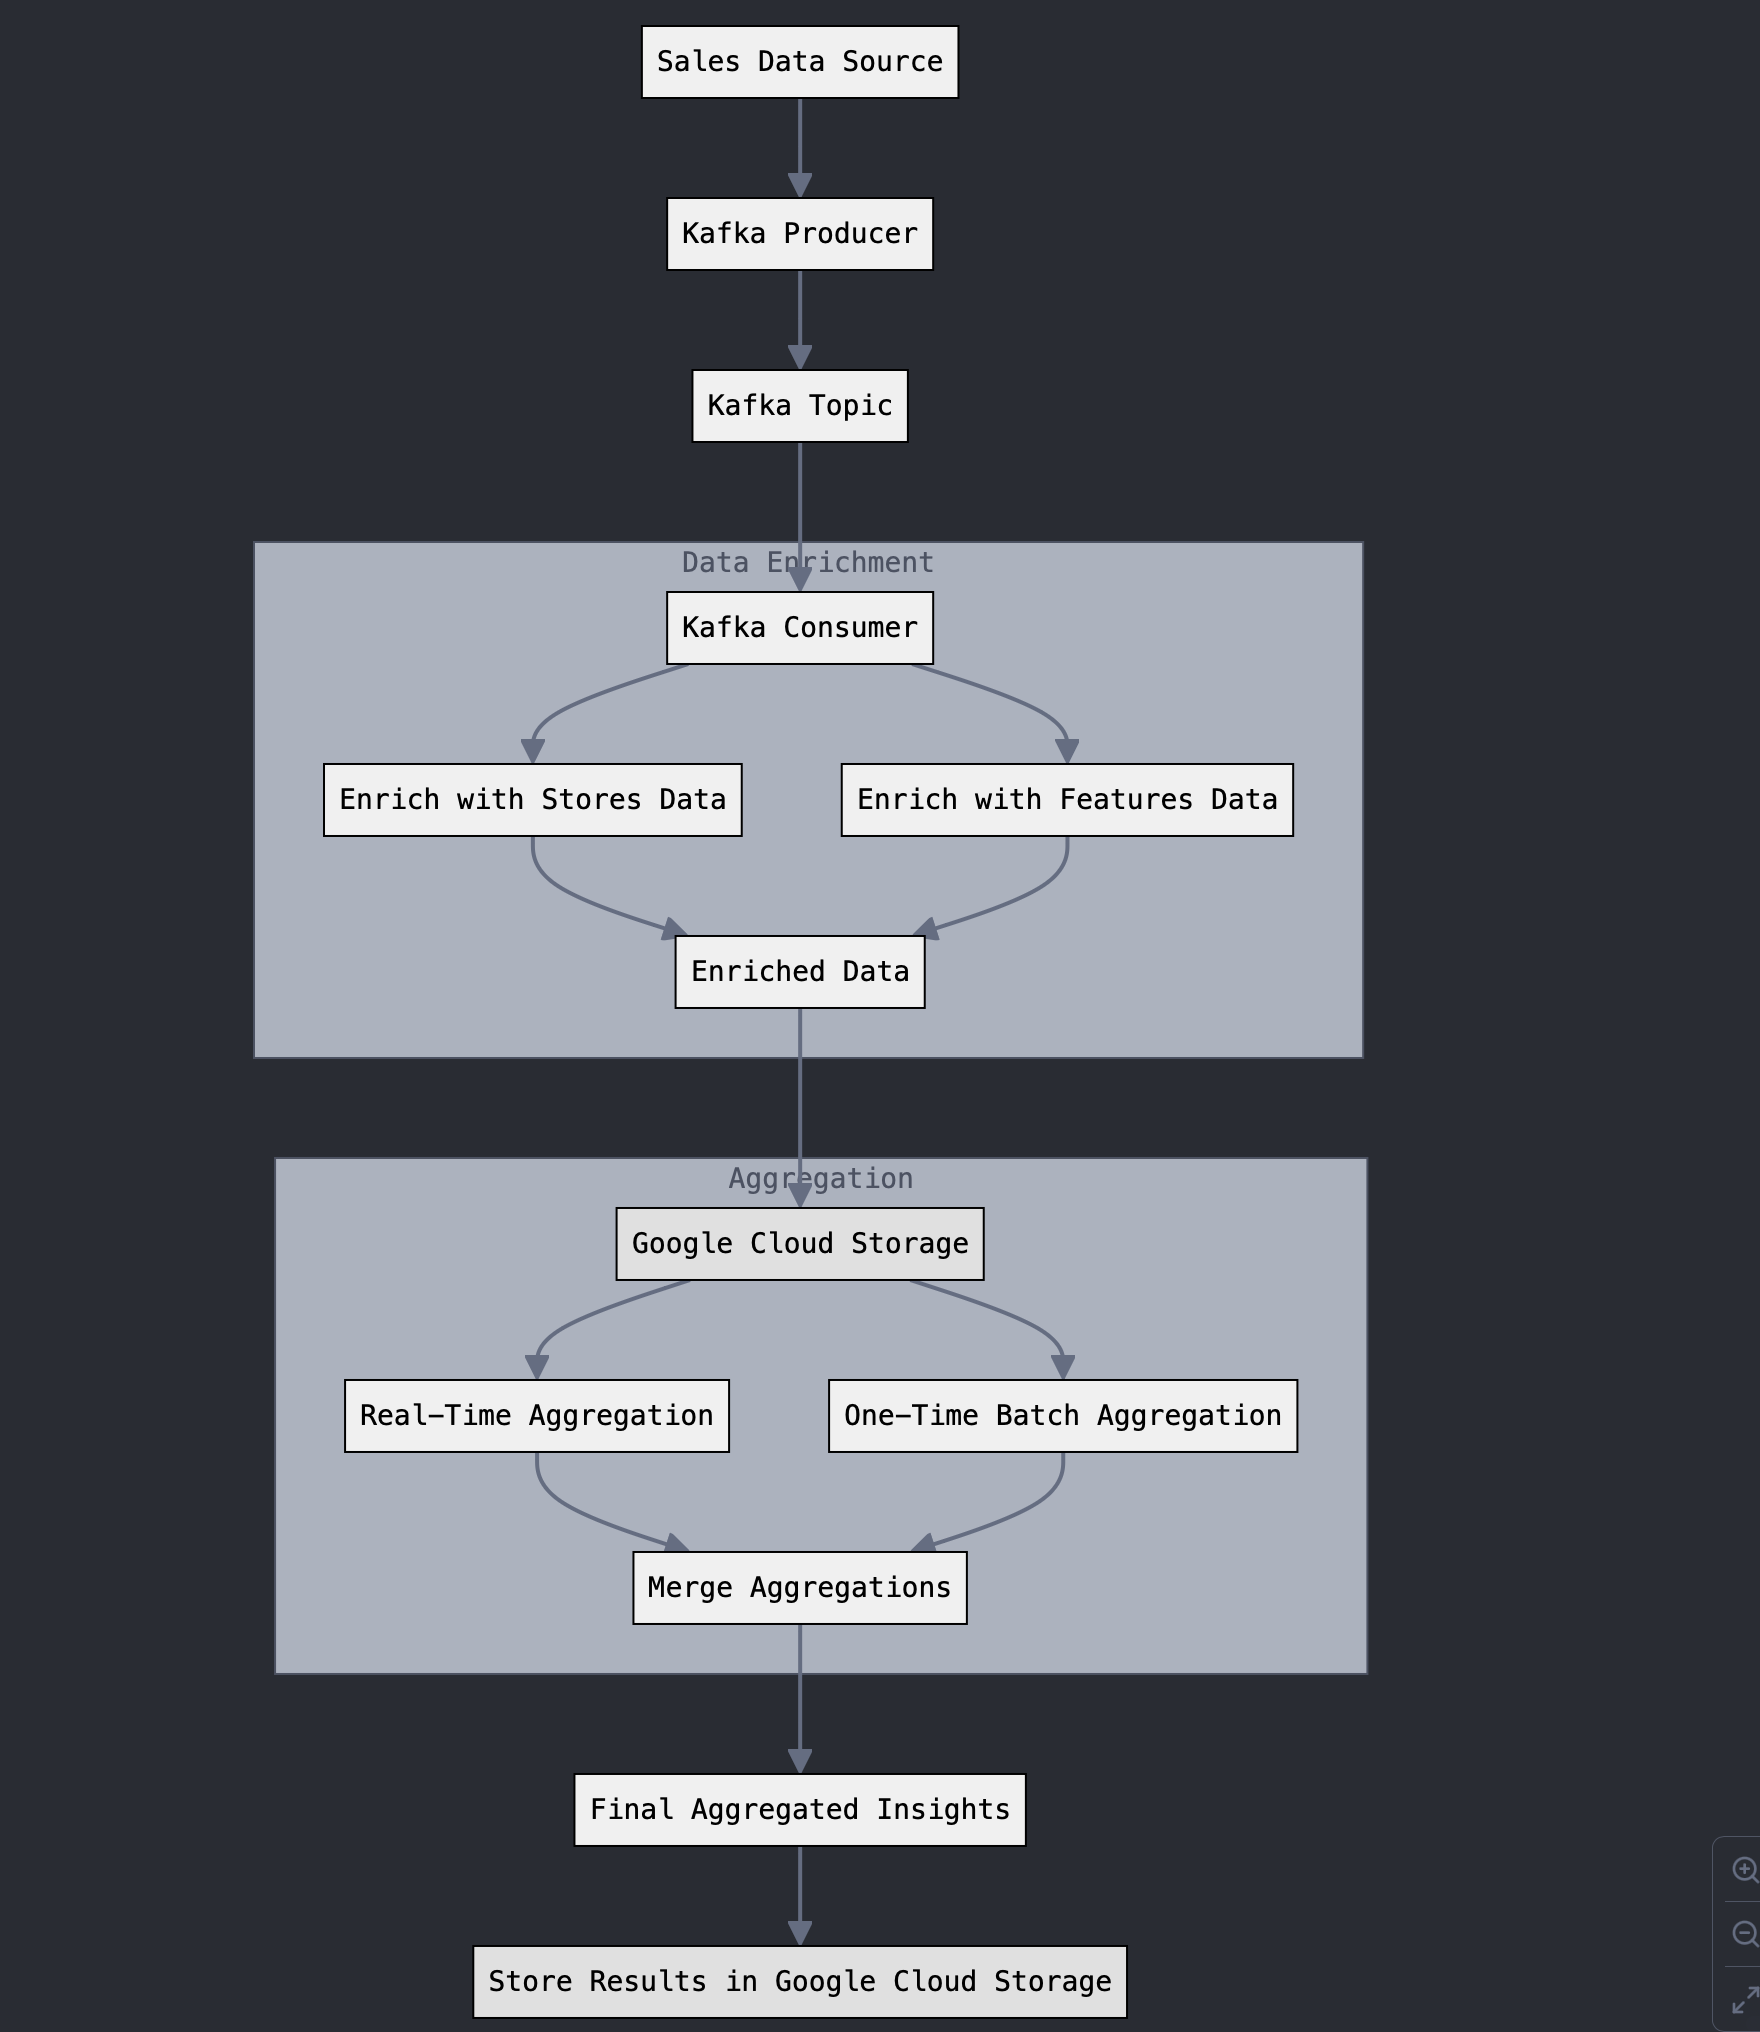 Sales Data Source
Kafka Producer
Kafka Topic
Data Enrichment
Kafka Consumer
Enrich with Stores Data
Enrich with Features Data
Enriched Data
Aggregation
Google Cloud Storage
Real-Time Aggregation
One-Time Batch Aggregation
Merge Aggregations
Final Aggregated Insights
Store Results in Google Cloud Storage